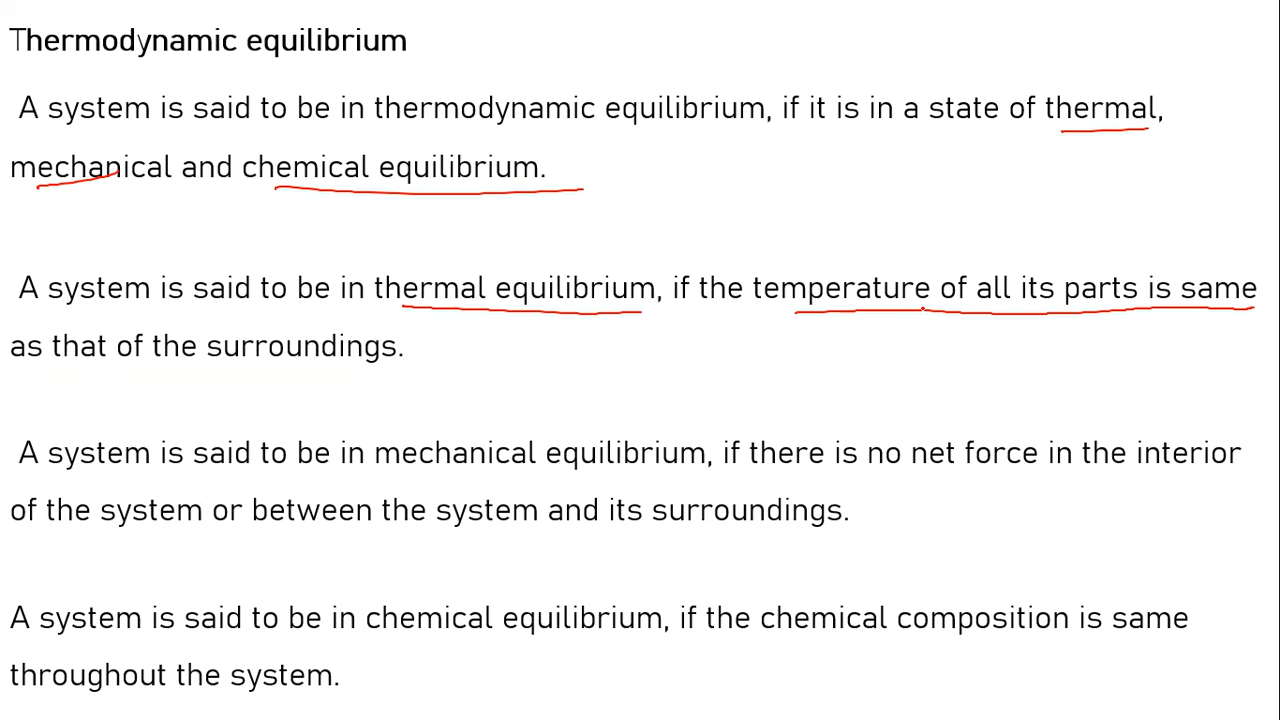 Thermodynamic equilibrium
A system is said to be in thermodynamic equilibrium, if it is in a state of thermal,
mechanical and chemical equilibrium.
A system is said to be in thermal equilibrium, if the temperature of all its parts is same
as that of the surroundings.
A system is said to be in mechanical equilibrium, if there is no net force in the interior
of the system or between the system and its surroundings.
A system is said to be in chemical equilibrium, if the chemical composition is same
throughout the system.